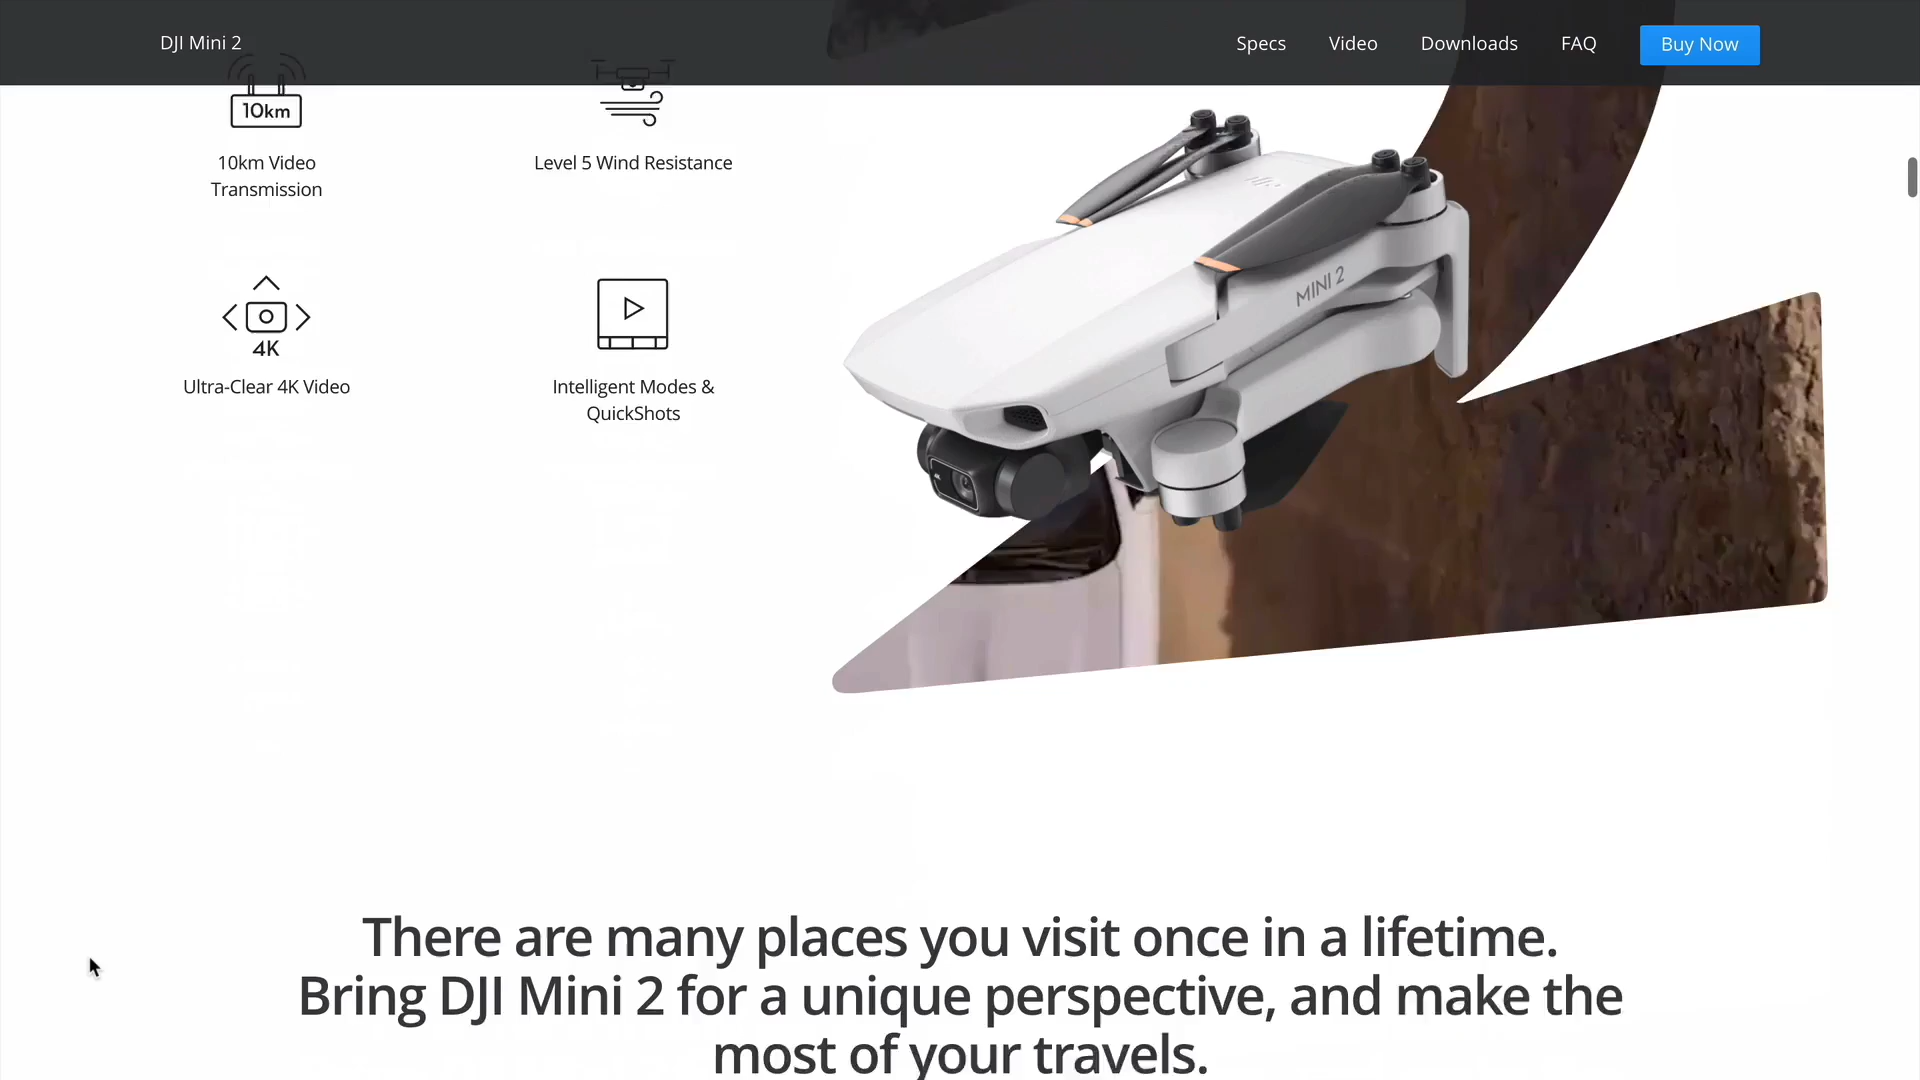 DJI Mini 2
Specs
Video
Downloads
FAQ
Buy Now
10km
10km Video
Transmission
Level 5 Wind Resistance
4K
Ultra-Clear 4K Video
Intelligent Modes &
QuickShots
MINI 2
There are many places you visit once in a lifetime.
Bring DJI Mini 2 for a unique perspective, and make the
most of your travels.